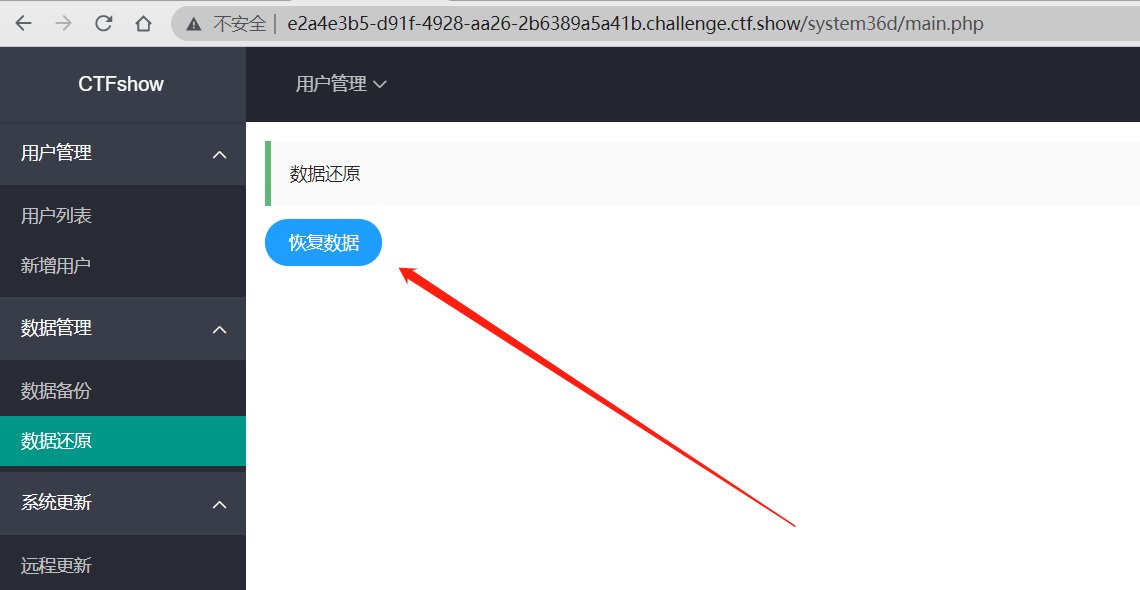 不安全 e2a4e3b5-d91f-4928-aa26-2b6389a5a41b.challenge.ctf.show/system36d/main.php
CTFshow
用户管理
用户管理
用户列表
新增用户
数据管理
数据备份
数据还原
系统更新
远程更新
数据还原
恢复数据